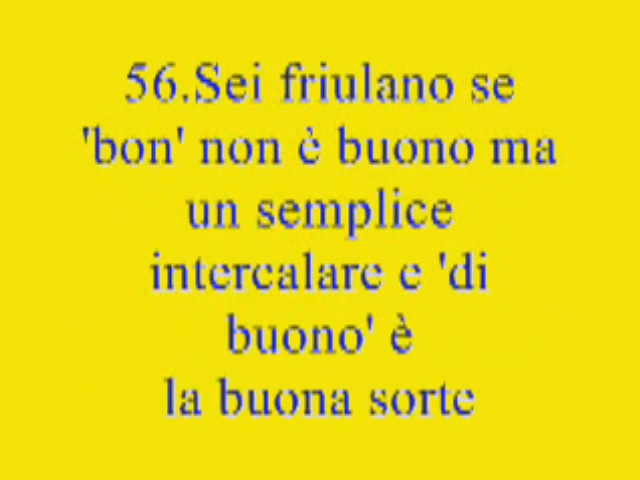 56.Sei friulano se
'bon' non è buono ma
un semplice
intercalare e 'di
buono' è
la buona sorte